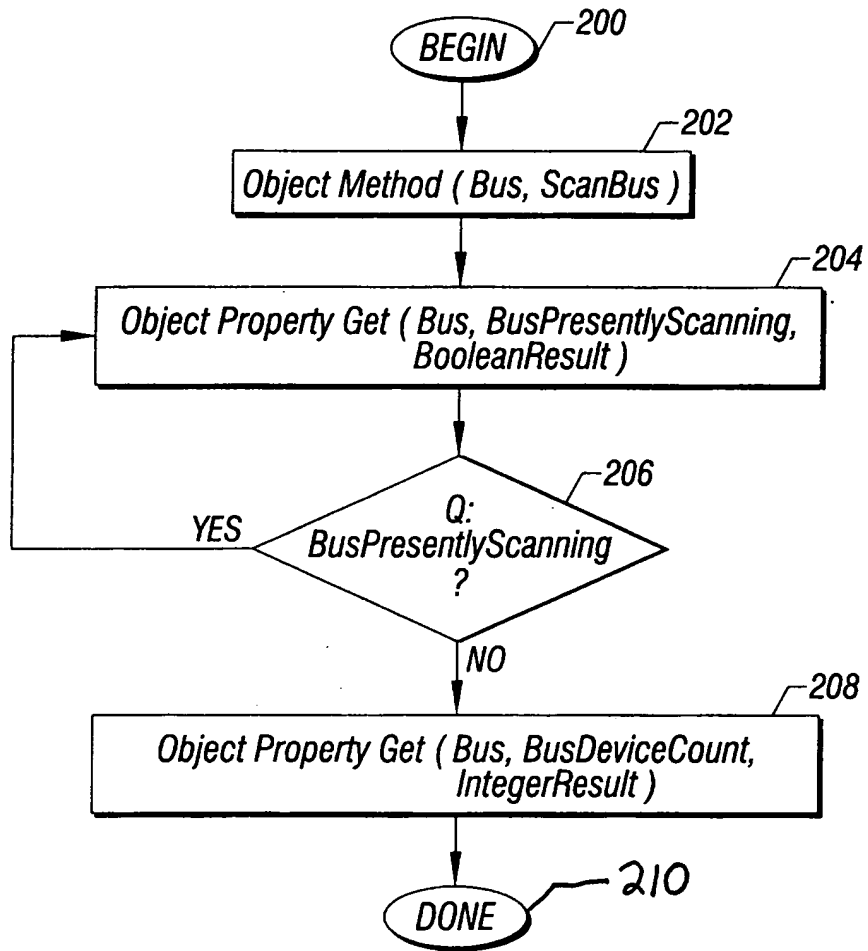 BEGIN
200
202
Object Method ( Bus, ScanBus )
204
Object Property Get ( Bus, BusPresentlyScanning,
BooleanResult )
206
Q:
BusPresentlyScanning
?
YES
NO
208
Object Property Get ( Bus, BusDeviceCount,
IntegerResult )
210
DONE